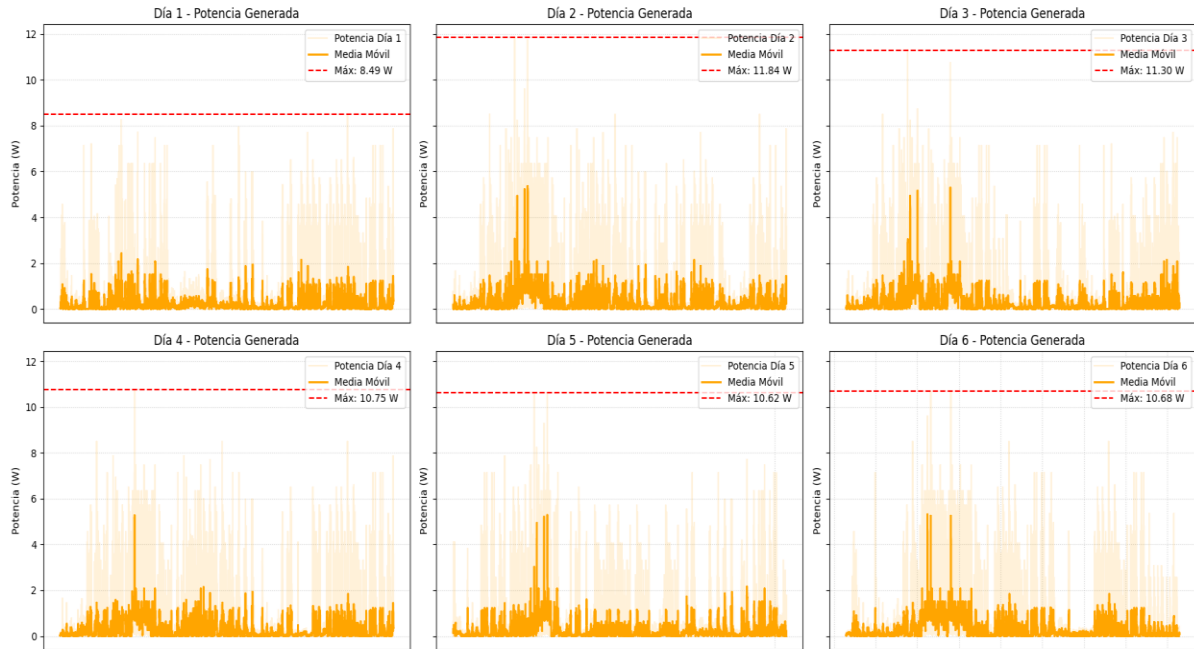 Día 1 - Potencia Generada
Potencia (W)
12
10
8
6
4
2
0
Potencia Día 1
Media Móvil
Máx: 8.49 W
Día 2 - Potencia Generada
Potencia (W)
Potencia Día 2
Media Móvil
Máx: 11.84 W
Día 3 - Potencia Generada
Potencia (W)
Potencia Día 3
Media Móvil
Máx: 11.30 W
Día 4 - Potencia Generada
Potencia (W)
12
10
8
6
4
2
0
Potencia Día 4
Media Móvil
Máx: 10.75 W
Día 5 - Potencia Generada
Potencia (W)
Potencia Día 5
Media Móvil
Máx: 10.62 W
Día 6 - Potencia Generada
Potencia (W)
Potencia Día 6
Media Móvil
Máx: 10.68 W